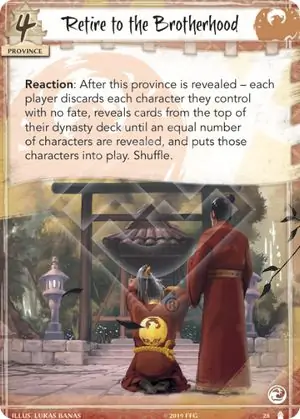 4
Retire to the Brotherhood
PROVINCE
Reaction: After this province is revealed – each
player discards each character they control
with no fate, reveals cards from the top of
their dynasty deck until an equal number
of characters are revealed, and puts those
characters into play. Shuffle.
ILLUS: LUKAS BANAS
©2019 FFG
28